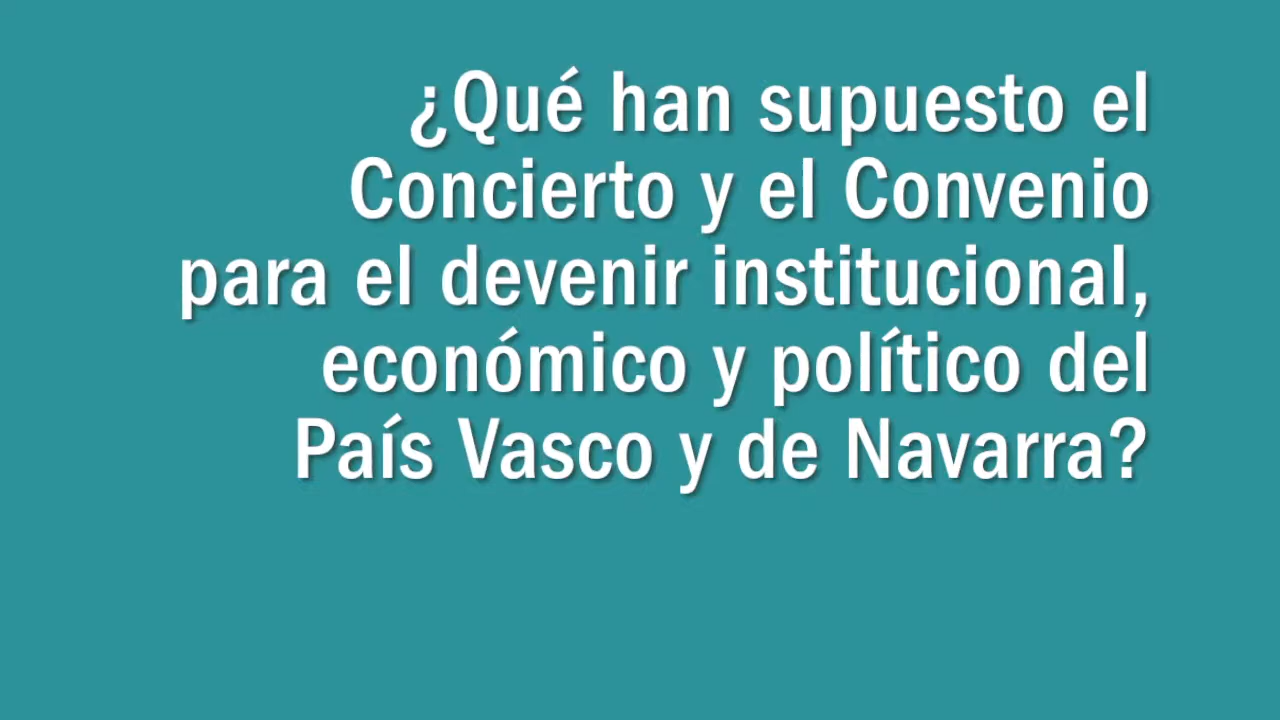 ¿Qué han supuesto el
Concierto y el Convenio
para el devenir institucional,
económico y político del
País Vasco y de Navarra?